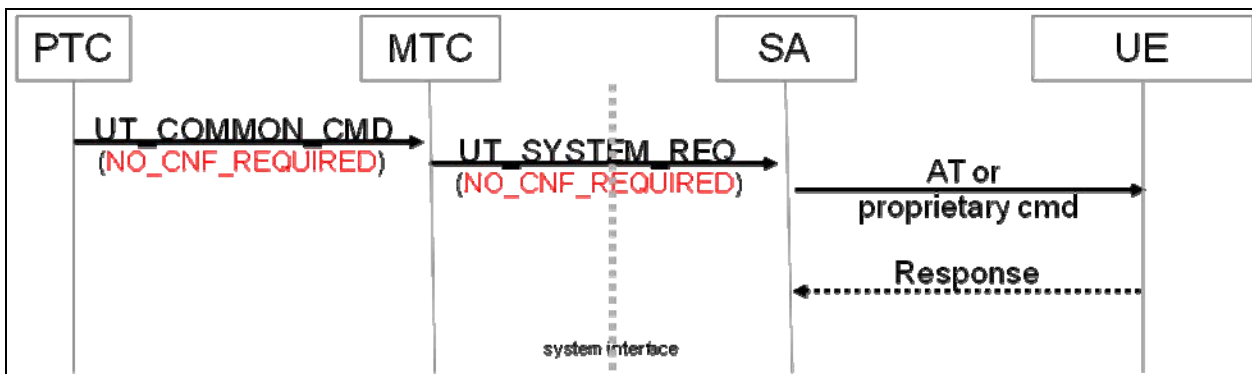 PTC MTC SA UE
UT_COMMON_CMD
(NO_CNF_REQUIRED)
UT_SYSTEM_REQ
(NO_CNF_REQUIRED)
AT or
proprietary cmd
Response
system interface